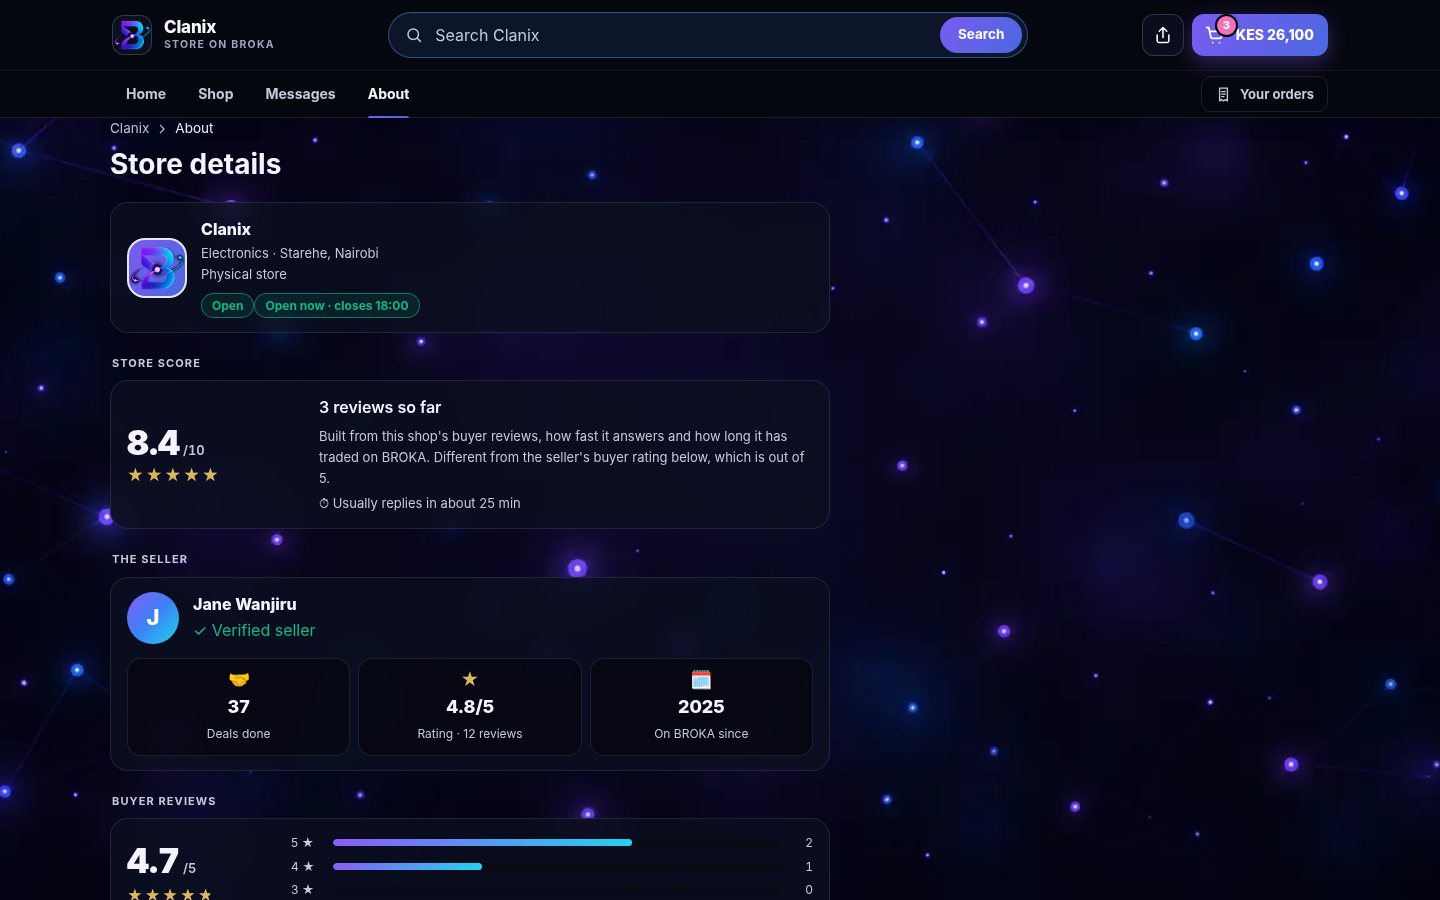 Clanix
STORE ON BROKA
Search Clanix
Search
3
KES 26,100
Home
Shop
Messages
About
Your orders
Clanix > About
Store details
Clanix
Electronics · Starehe, Nairobi
Physical store
Open
Open now · closes 18:00
STORE SCORE
8.4 /10
★★★★★
3 reviews so far
Built from this shop's buyer reviews, how fast it answers and how long it has
traded on BROKA. Different from the seller's buyer rating below, which is out of
5.
⏱ Usually replies in about 25 min
THE SELLER
J
Jane Wanjiru
✓ Verified seller
37
Deals done
★
4.8/5
Rating · 12 reviews
2025
On BROKA since
BUYER REVIEWS
4.7 /5
★★★★★
5 ★ 2
4 ★ 1
3 ★ 0